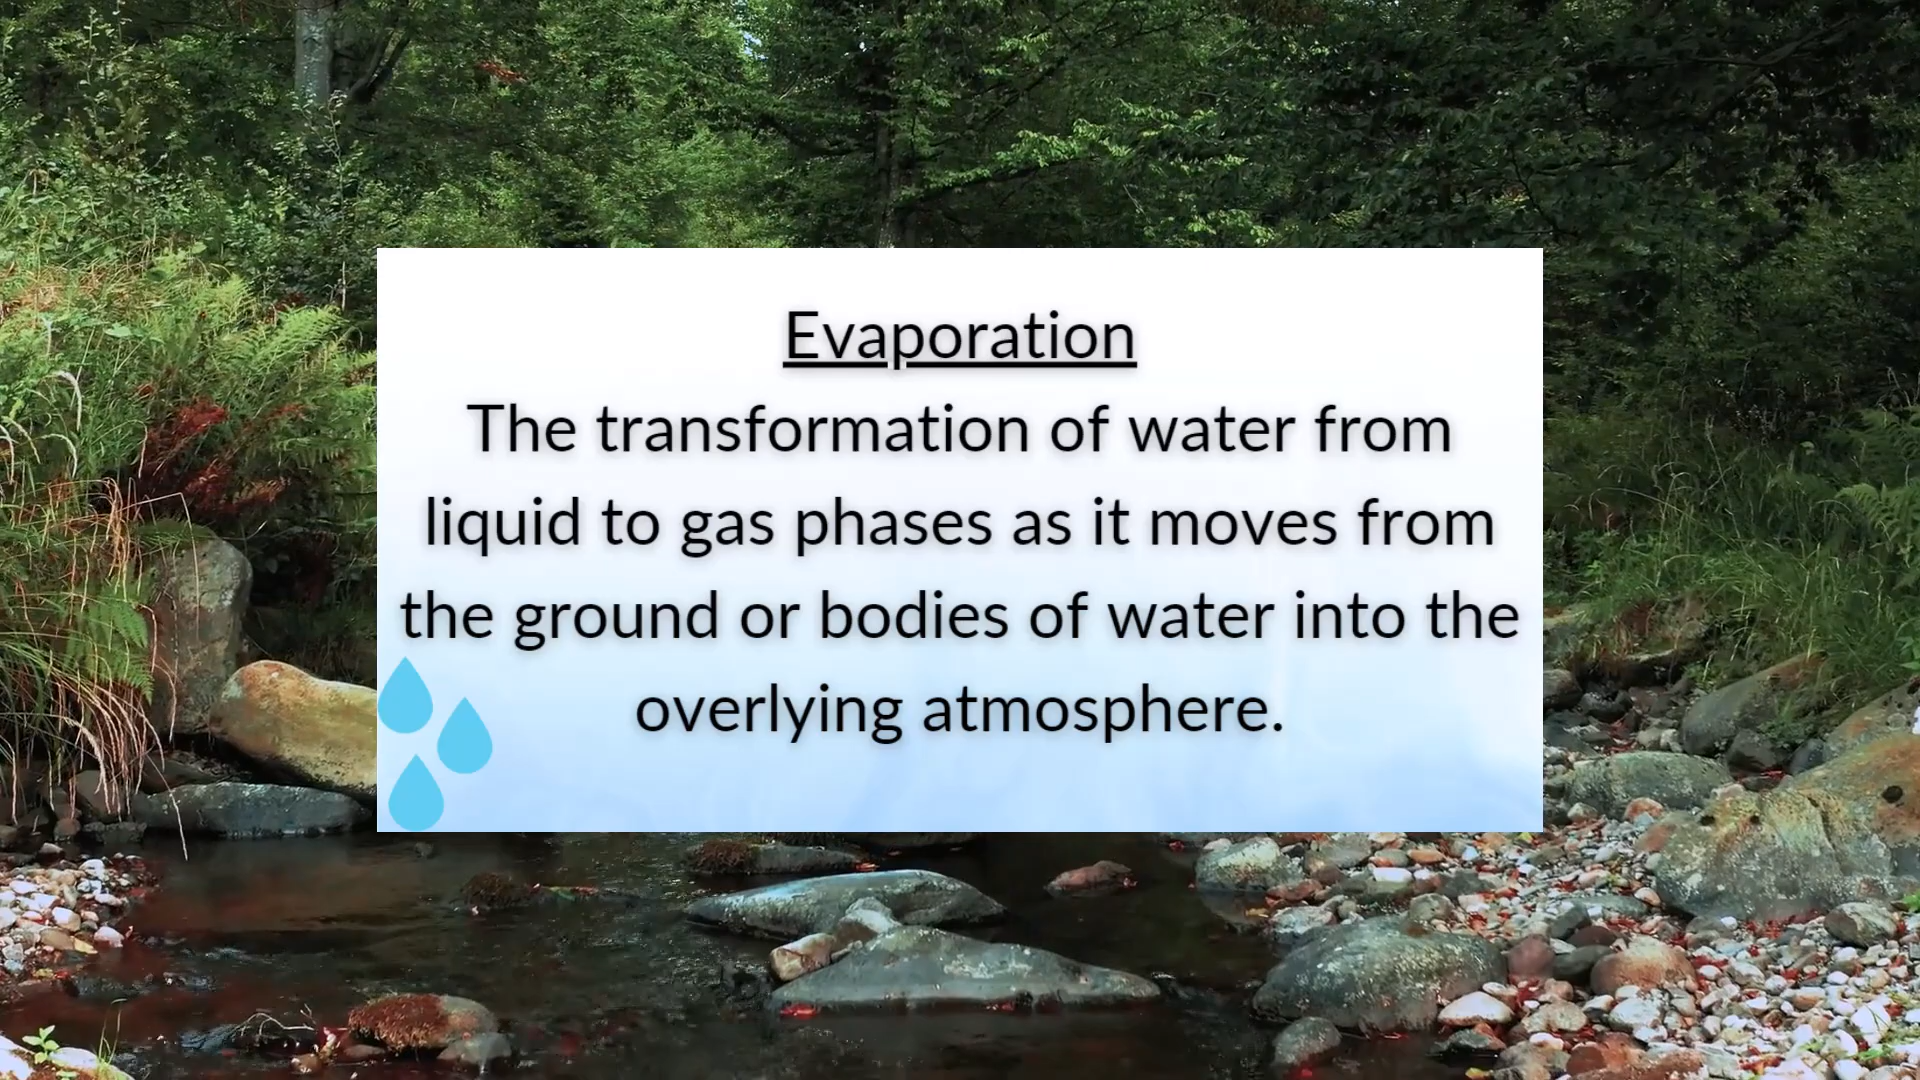 Evaporation
The transformation of water from
liquid to gas phases as it moves from
the ground or bodies of water into the
overlying atmosphere.